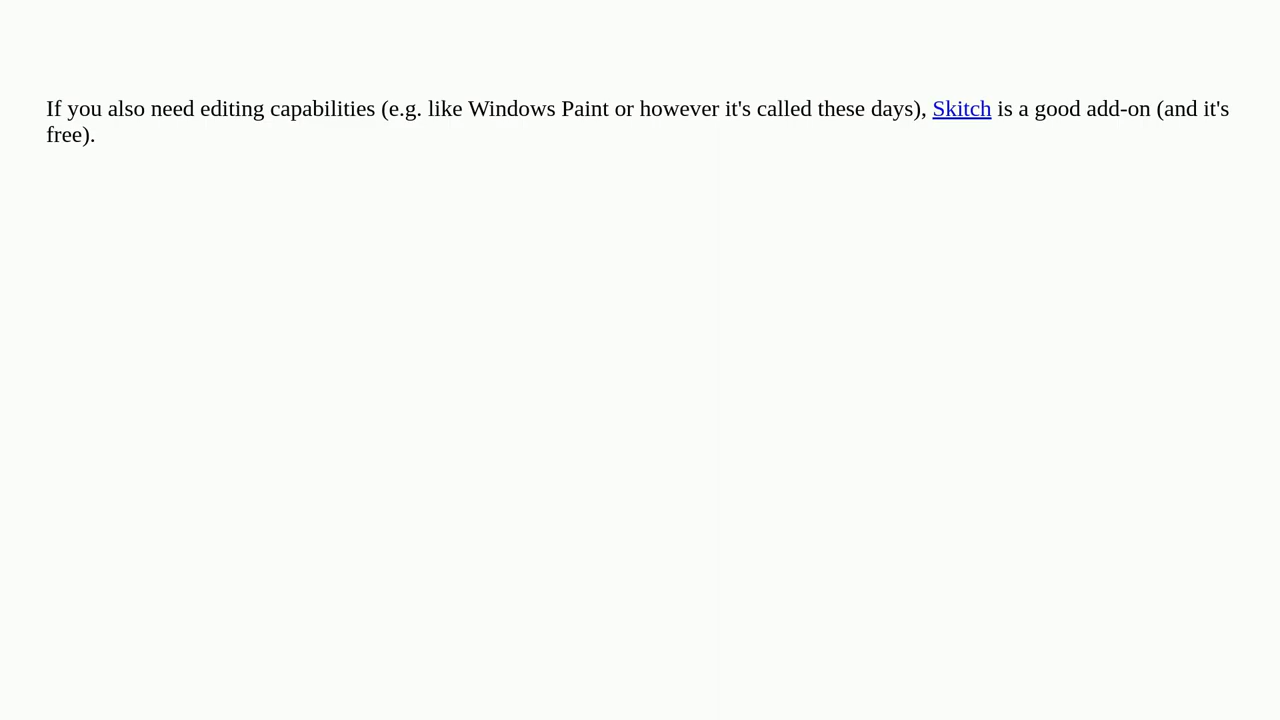 If you also need editing capabilities (e.g. like Windows Paint or however it's called these days), Skitch is a good add-on (and it's
free).